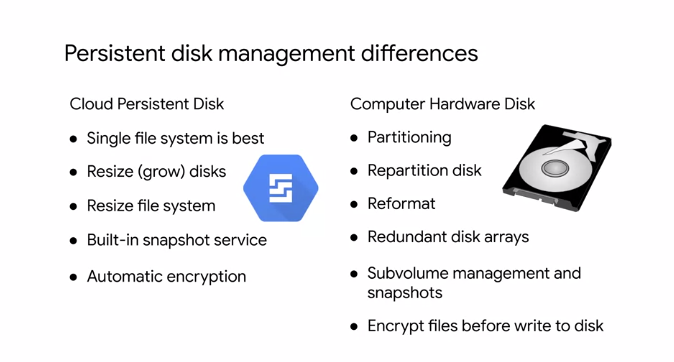 Persistent disk management differences
Cloud Persistent Disk
● Single file system is best
● Resize (grow) disks
● Resize file system
● Built-in snapshot service
● Automatic encryption
Computer Hardware Disk
● Partitioning
● Repartition disk
● Reformat
● Redundant disk arrays
● Subvolume management and
snapshots
● Encrypt files before write to disk